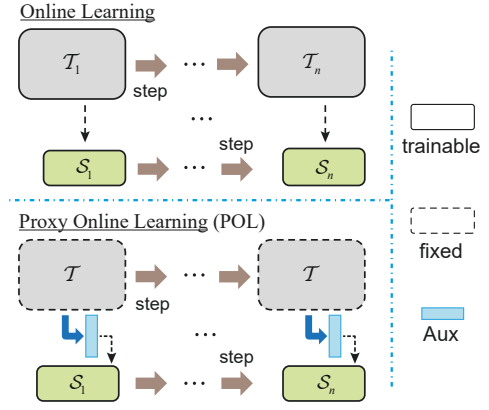 Online Learning
𝒯₁ ... 𝒯ₙ
step
...
step
𝒮₁ ... 𝒮ₙ
trainable
Proxy Online Learning (POL)
fixed
𝒯 ... 𝒯
step
...
step
Aux
𝒮₁ ... 𝒮ₙ